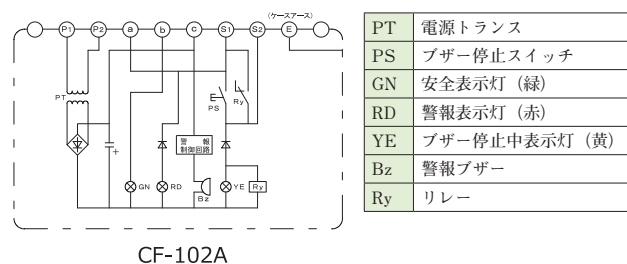 (ケースアース)
P1 P2 a b c S1 S2 E
PT
PS
Ry
警報
制御回路
GN
RD
Bz
YE
Ry
CF-102A
PT 電源トランス
PS ブザー停止スイッチ
GN 安全表示灯（緑）
RD 警報表示灯（赤）
YE ブザー停止中表示灯（黄）
Bz 警報ブザー
Ry リレー